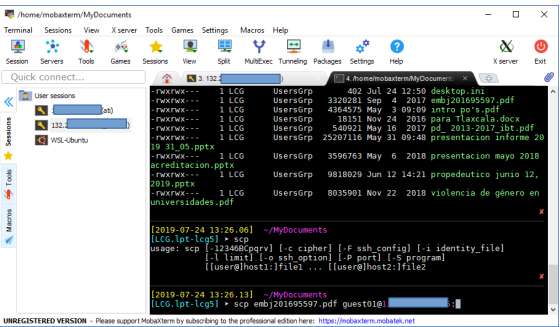 /home/mobaxterm/MyDocuments
Terminal Sessions View X server Tools Games Settings Macros Help
Session Servers Tools Games Sessions View Split MultiExec Tunneling Packages Settings Help X server Exit
Quick connect...
3. 132.2
4. /home/mobaxterm/MyDocument
User sessions
ati)
132.2
)
WSL-Ubuntu
Sessions
Tools
Macros
-rwxrwx--- 1 LCG UsersGrp 402 Jul 24 12:50 desktop.ini
-rwxrwx--- 1 LCG UsersGrp 3320281 Sep 4 2017 embj201695597.pdf
-rwxrwx--- 1 LCG UsersGrp 4364575 May 3 09:09 intro po's.pdf
-rwxrwx--- 1 LCG UsersGrp 18151 Nov 24 2016 para Tlaxcala.docx
-rwxrwx--- 1 LCG UsersGrp 540921 May 16 2017 pd_ 2013-2017_ibt.pdf
-rwxrwx--- 1 LCG UsersGrp 25207116 May 31 09:48 presentacion informe 20
19 31_05.pptx
-rwxrwx--- 1 LCG UsersGrp 3596763 May 6 2018 presentacion mayo 2018
acreditacion.pptx
-rwxrwx--- 1 LCG UsersGrp 9818029 Jun 12 14:21 propedeutico junio 12,
2019.pptx
-rwxrwx--- 1 LCG UsersGrp 8035901 Nov 22 2018 violencia de género en
universidades.pdf
[2019-07-24 13:26.06] ~/MyDocuments
[LCG.lpt-lcg5] ➤ scp
usage: scp [-12346BCpqrv] [-c cipher] [-F ssh_config] [-i identity_file]
[-l limit] [-o ssh_option] [-P port] [-S program]
[[user@]host1:]file1 ... [[user@]host2:]file2
[2019-07-24 13:26.13] ~/MyDocuments
[LCG.lpt-lcg5] ➤ scp embj201695597.pdf guest01@1
UNREGISTERED VERSION - Please support MobaXterm by subscribing to the professional edition here: https://mobaxterm.mobatek.net